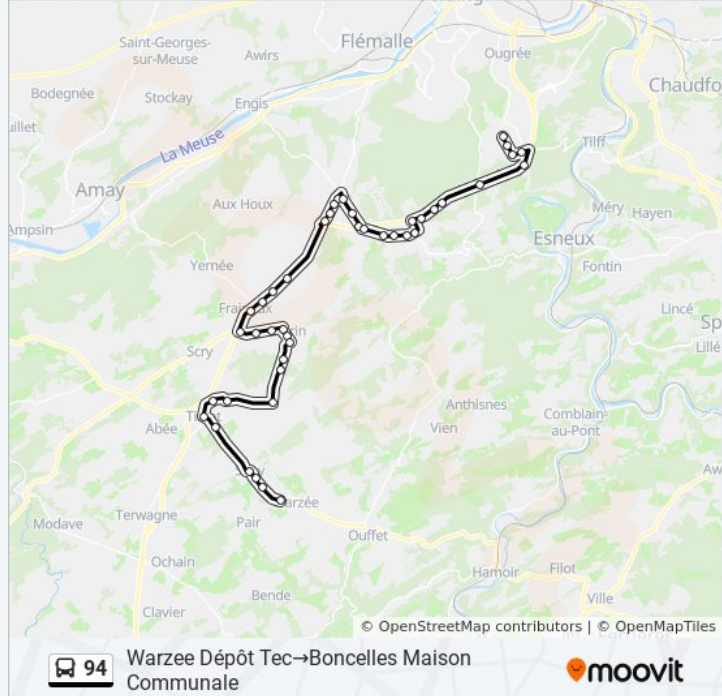 Saint-Georges-
sur-Meuse
Flémalle
Awirs
Ougrée
Bodegnée
Stockay
Engis
Chaudfo
uillet
La Meuse
Tilff
Amay
Aux Houx
Méry
Hayen
Ampsin
Esneux
Yernée
Fontin
Lincé
Sp
Scry
Lillé
Anthisnes
Comblain-
au-Pont
Abée
Vien
Aw
Modave
Terwagne
Pair
Ouffet
Ochain
Hamoir
Filot
Bende
Ville
Clavier
© OpenStreetMap contributors | © OpenMapTiles
94
Warzee Dépôt Tec→Boncelles Maison
Communale
moovit